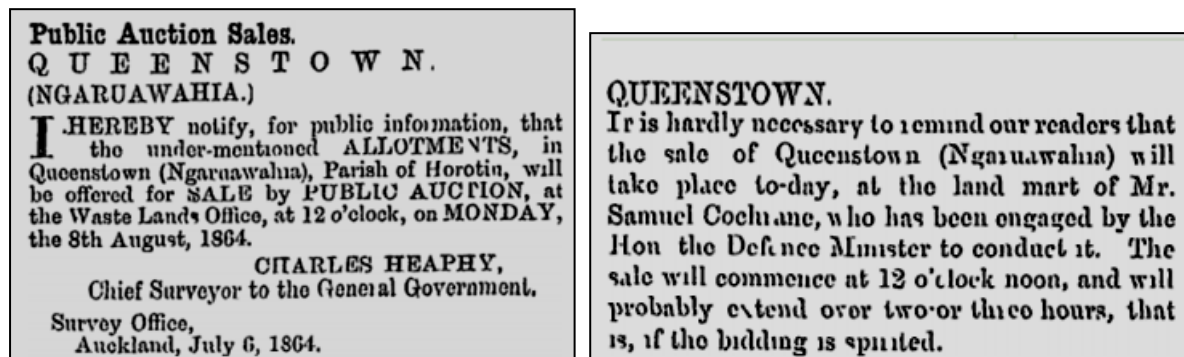 Public Auction Sales.
QUEENSTOWN.
(NGARUAWAHIA.)
I HEREBY notify, for public information, that
the under-mentioned ALLOTMENTS, in
Queenstown (Ngaruawahia), Parish of Horotin, will
be offered for SALE by PUBLIC AUCTION, at
the Waste Lands Office, at 12 o'clock, on MONDAY,
the 8th August, 1864.
CHARLES HEAPHY,
Chief Surveyor to the General Government.
Survey Office,
Auckland, July 6, 1864.
QUEENSTOWN.
It is hardly necessary to remind our readers that
the sale of Queenstown (Ngaruawahia) will
take place to-day, at the land mart of Mr.
Samuel Cochrane, who has been engaged by the
Hon the Defence Minister to conduct it. The
sale will commence at 12 o'clock noon, and will
probably extend over two or three hours, that
is, if the bidding is spirited.